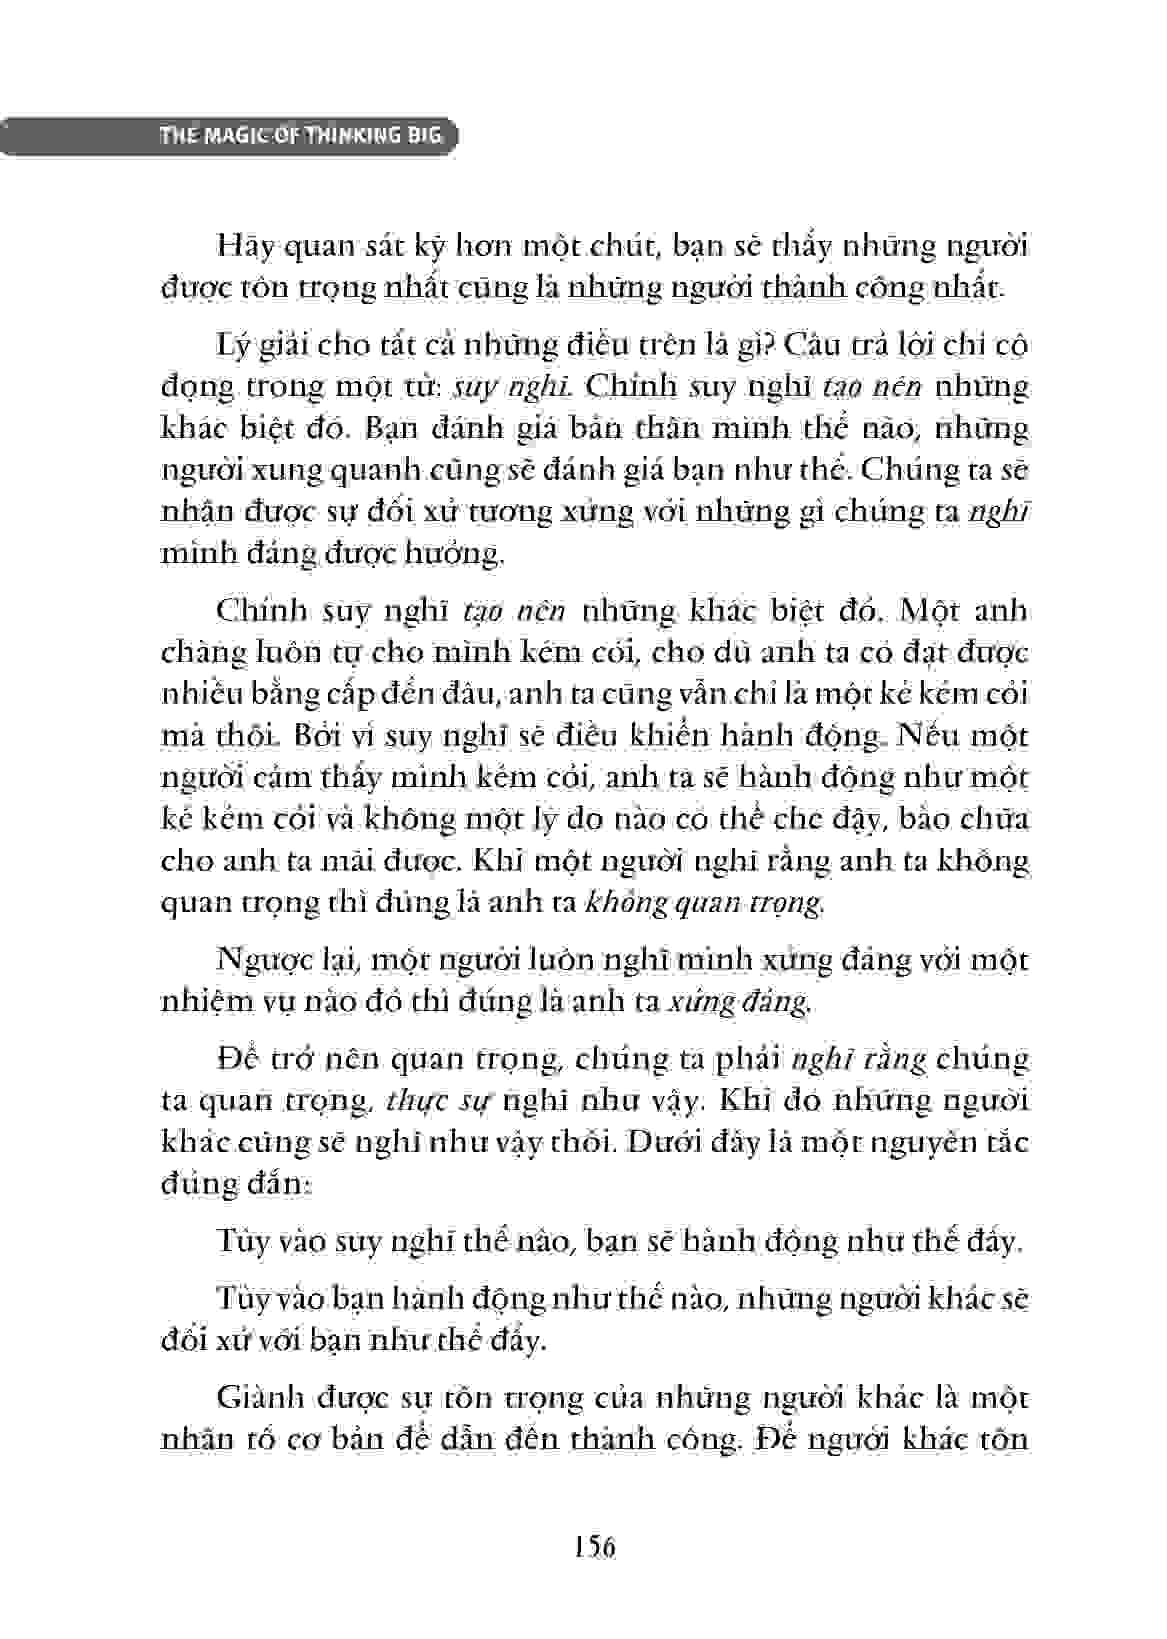 THE MAGIC OF THINKING BIG
Hãy quan sát kỹ hơn một chút, bạn sẽ thấy những người
được tôn trọng nhất cũng là những người thành công nhất.
Lý giải cho tất cả những điều trên là gì? Câu trả lời chỉ cô
đọng trong một từ: suy nghĩ. Chính suy nghĩ tạo nên những
khác biệt đó. Bạn đánh giá bản thân mình thế nào, những
người xung quanh cũng sẽ đánh giá bạn như thế. Chúng ta sẽ
nhận được sự đối xử tương xứng với những gì chúng ta nghĩ
mình đáng được hưởng.
Chính suy nghĩ tạo nên những khác biệt đó. Một anh
chàng luôn tự cho mình kém cỏi, cho dù anh ta có đạt được
nhiều bằng cấp đến đâu, anh ta cũng vẫn chỉ là một kẻ kém cỏi
mà thôi. Bởi vì suy nghĩ sẽ điều khiển hành động. Nếu một
người cảm thấy mình kém cỏi, anh ta sẽ hành động như một
kẻ kém cỏi và không một lý do nào có thể che đậy, bào chữa
cho anh ta mãi được. Khi một người nghĩ rằng anh ta không
quan trọng thì đúng là anh ta không quan trọng.
Ngược lại, một người luôn nghĩ mình xứng đáng với một
nhiệm vụ nào đó thì đúng là anh ta xứng đáng.
Để trở nên quan trọng, chúng ta phải nghĩ rằng chúng
ta quan trọng, thực sự nghĩ như vậy. Khi đó những người
khác cũng sẽ nghĩ như vậy thôi. Dưới đây là một nguyên tắc
đúng đắn:
Tùy vào suy nghĩ thế nào, bạn sẽ hành động như thế đấy.
Tùy vào bạn hành động như thế nào, những người khác sẽ
đối xử với bạn như thế đấy.
Giành được sự tôn trọng của những người khác là một
nhân tố cơ bản để dẫn đến thành công. Để người khác tôn
156